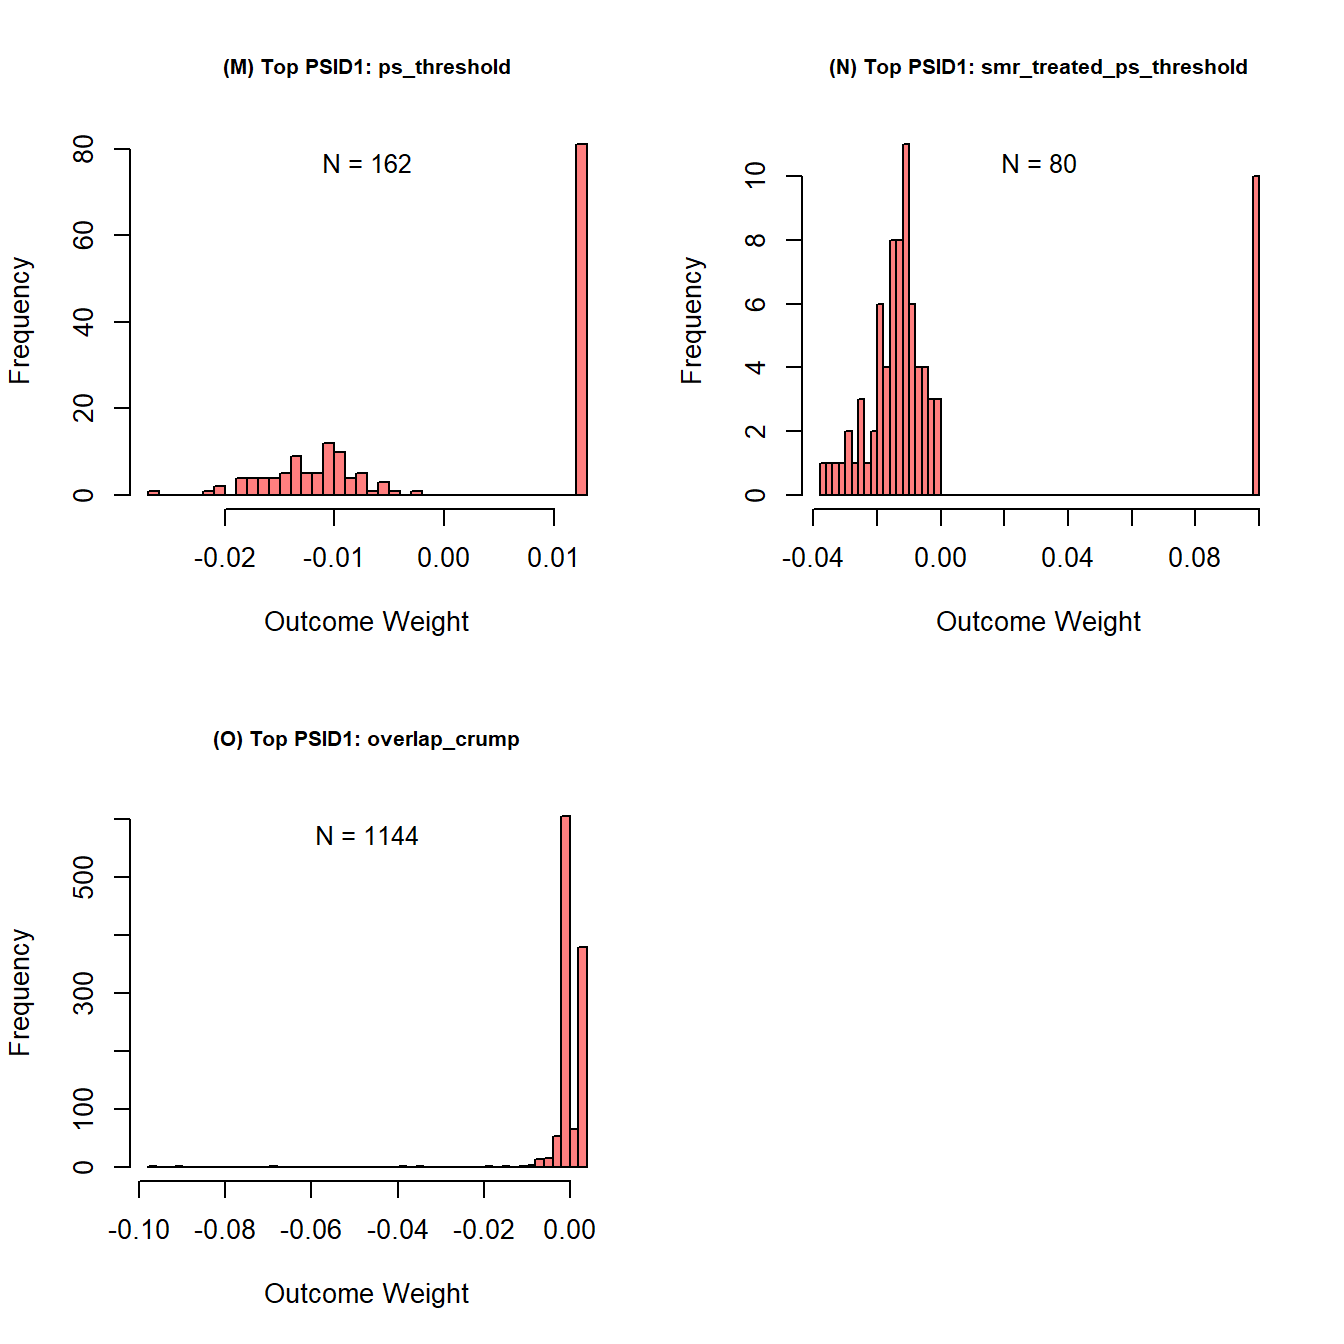 (M) Top PSID1: ps_threshold
N = 162
Frequency
0
20
40
60
80
-0.02 -0.01 0.00 0.01
Outcome Weight
(N) Top PSID1: smr_treated_ps_threshold
N = 80
Frequency
0
2
4
6
8
10
-0.04 0.00 0.04 0.08
Outcome Weight
(O) Top PSID1: overlap_crump
N = 1144
Frequency
0
100
300
500
-0.10 -0.08 -0.06 -0.04 -0.02 0.00
Outcome Weight